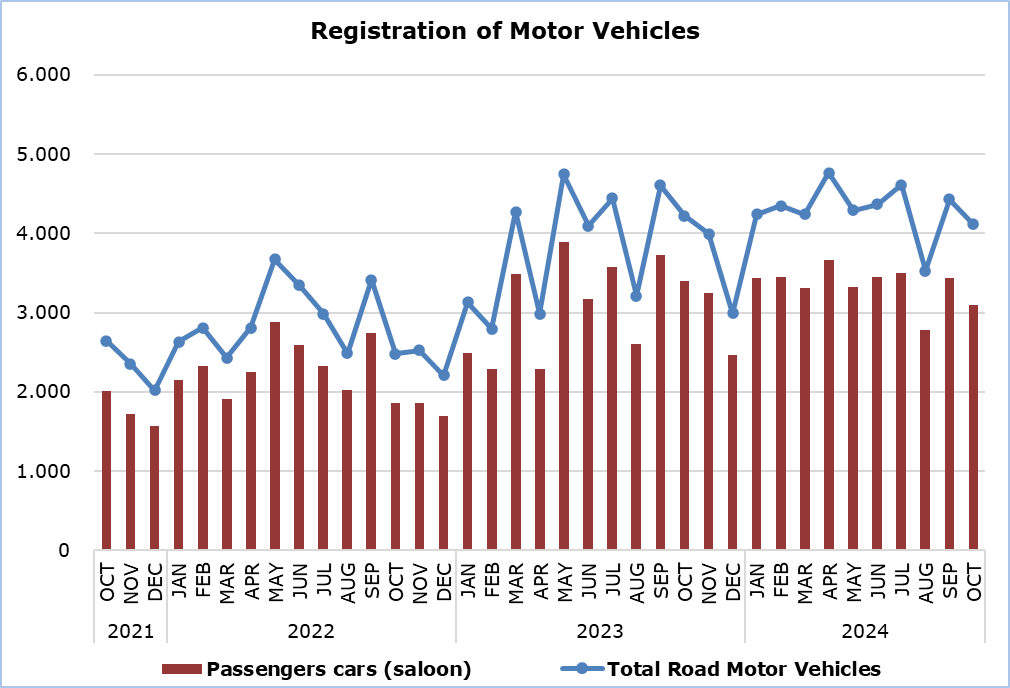 Registration of Motor Vehicles
6.000
5.000
4.000
3.000
2.000
1.000
0
OCT NOV DEC JAN FEB MAR APR MAY JUN JUL AUG SEP OCT NOV DEC JAN FEB MAR APR MAY JUN JUL AUG SEP OCT NOV DEC JAN FEB MAR APR MAY JUN JUL AUG SEP OCT
2021 2022 2023 2024
Passengers cars (saloon) Total Road Motor Vehicles